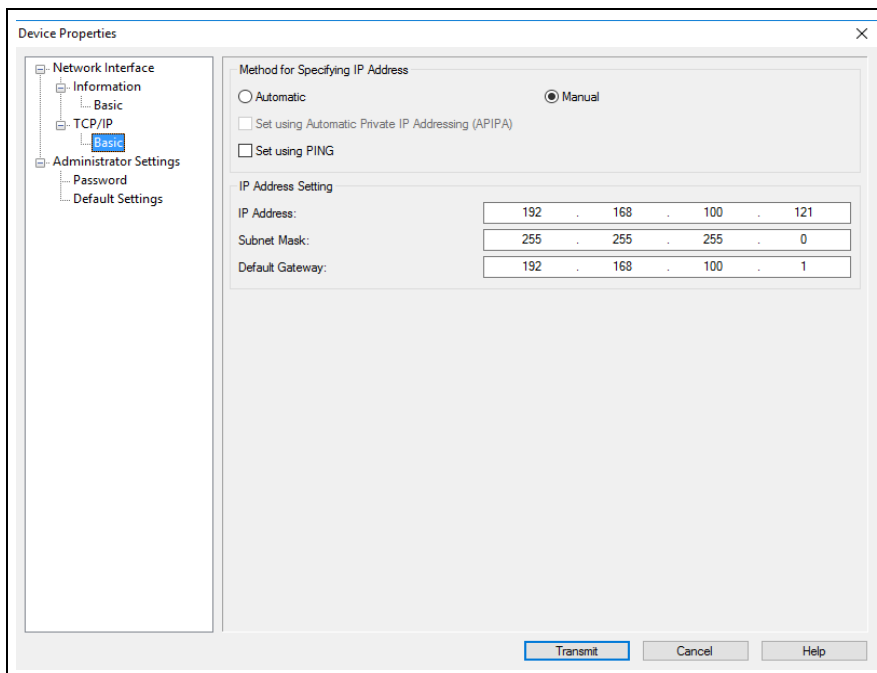 Device Properties
Network Interface
Information
Basic
TCP/IP
Basic
Administrator Settings
Password
Default Settings
Method for Specifying IP Address
Automatic Manual
Set using Automatic Private IP Addressing (APIPA)
Set using PING
IP Address Setting
IP Address: 192 . 168 . 100 . 121
Subnet Mask: 255 . 255 . 255 . 0
Default Gateway: 192 . 168 . 100 . 1
Transmit Cancel Help